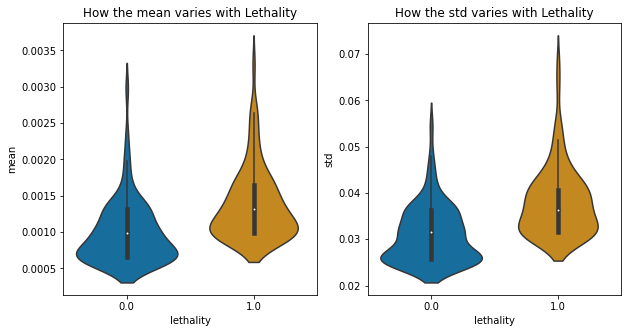 How the mean varies with Lethality
mean
0.0035
0.0030
0.0025
0.0020
0.0015
0.0010
0.0005
0.0
1.0
lethality
How the std varies with Lethality
std
0.07
0.06
0.05
0.04
0.03
0.02
0.0
1.0
lethality